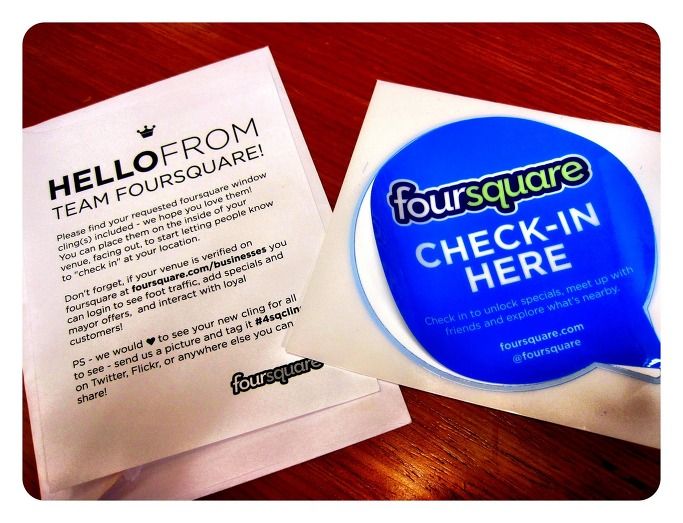 HELLO FROM
TEAM FOURSQUARE!
Please find your requested foursquare window
cling(s) included - we hope you love them!
You can place them on the inside of your
venue, facing out, to start letting people know
to "check in" at your location.
Don't forget, if your venue is verified on
foursquare at foursquare.com/businesses you
can login to see foot traffic, add specials and
mayor offers, and interact with loyal
customers!
PS - we would ♥ to see your new cling for all
to see - send us a picture and tag it #4sqcling
on Twitter, Flickr, or anywhere else you can
share!
foursquare
foursquare
CHECK-IN
HERE
Check in to unlock specials, meet up with
friends and explore what's nearby.
foursquare.com
@foursquare